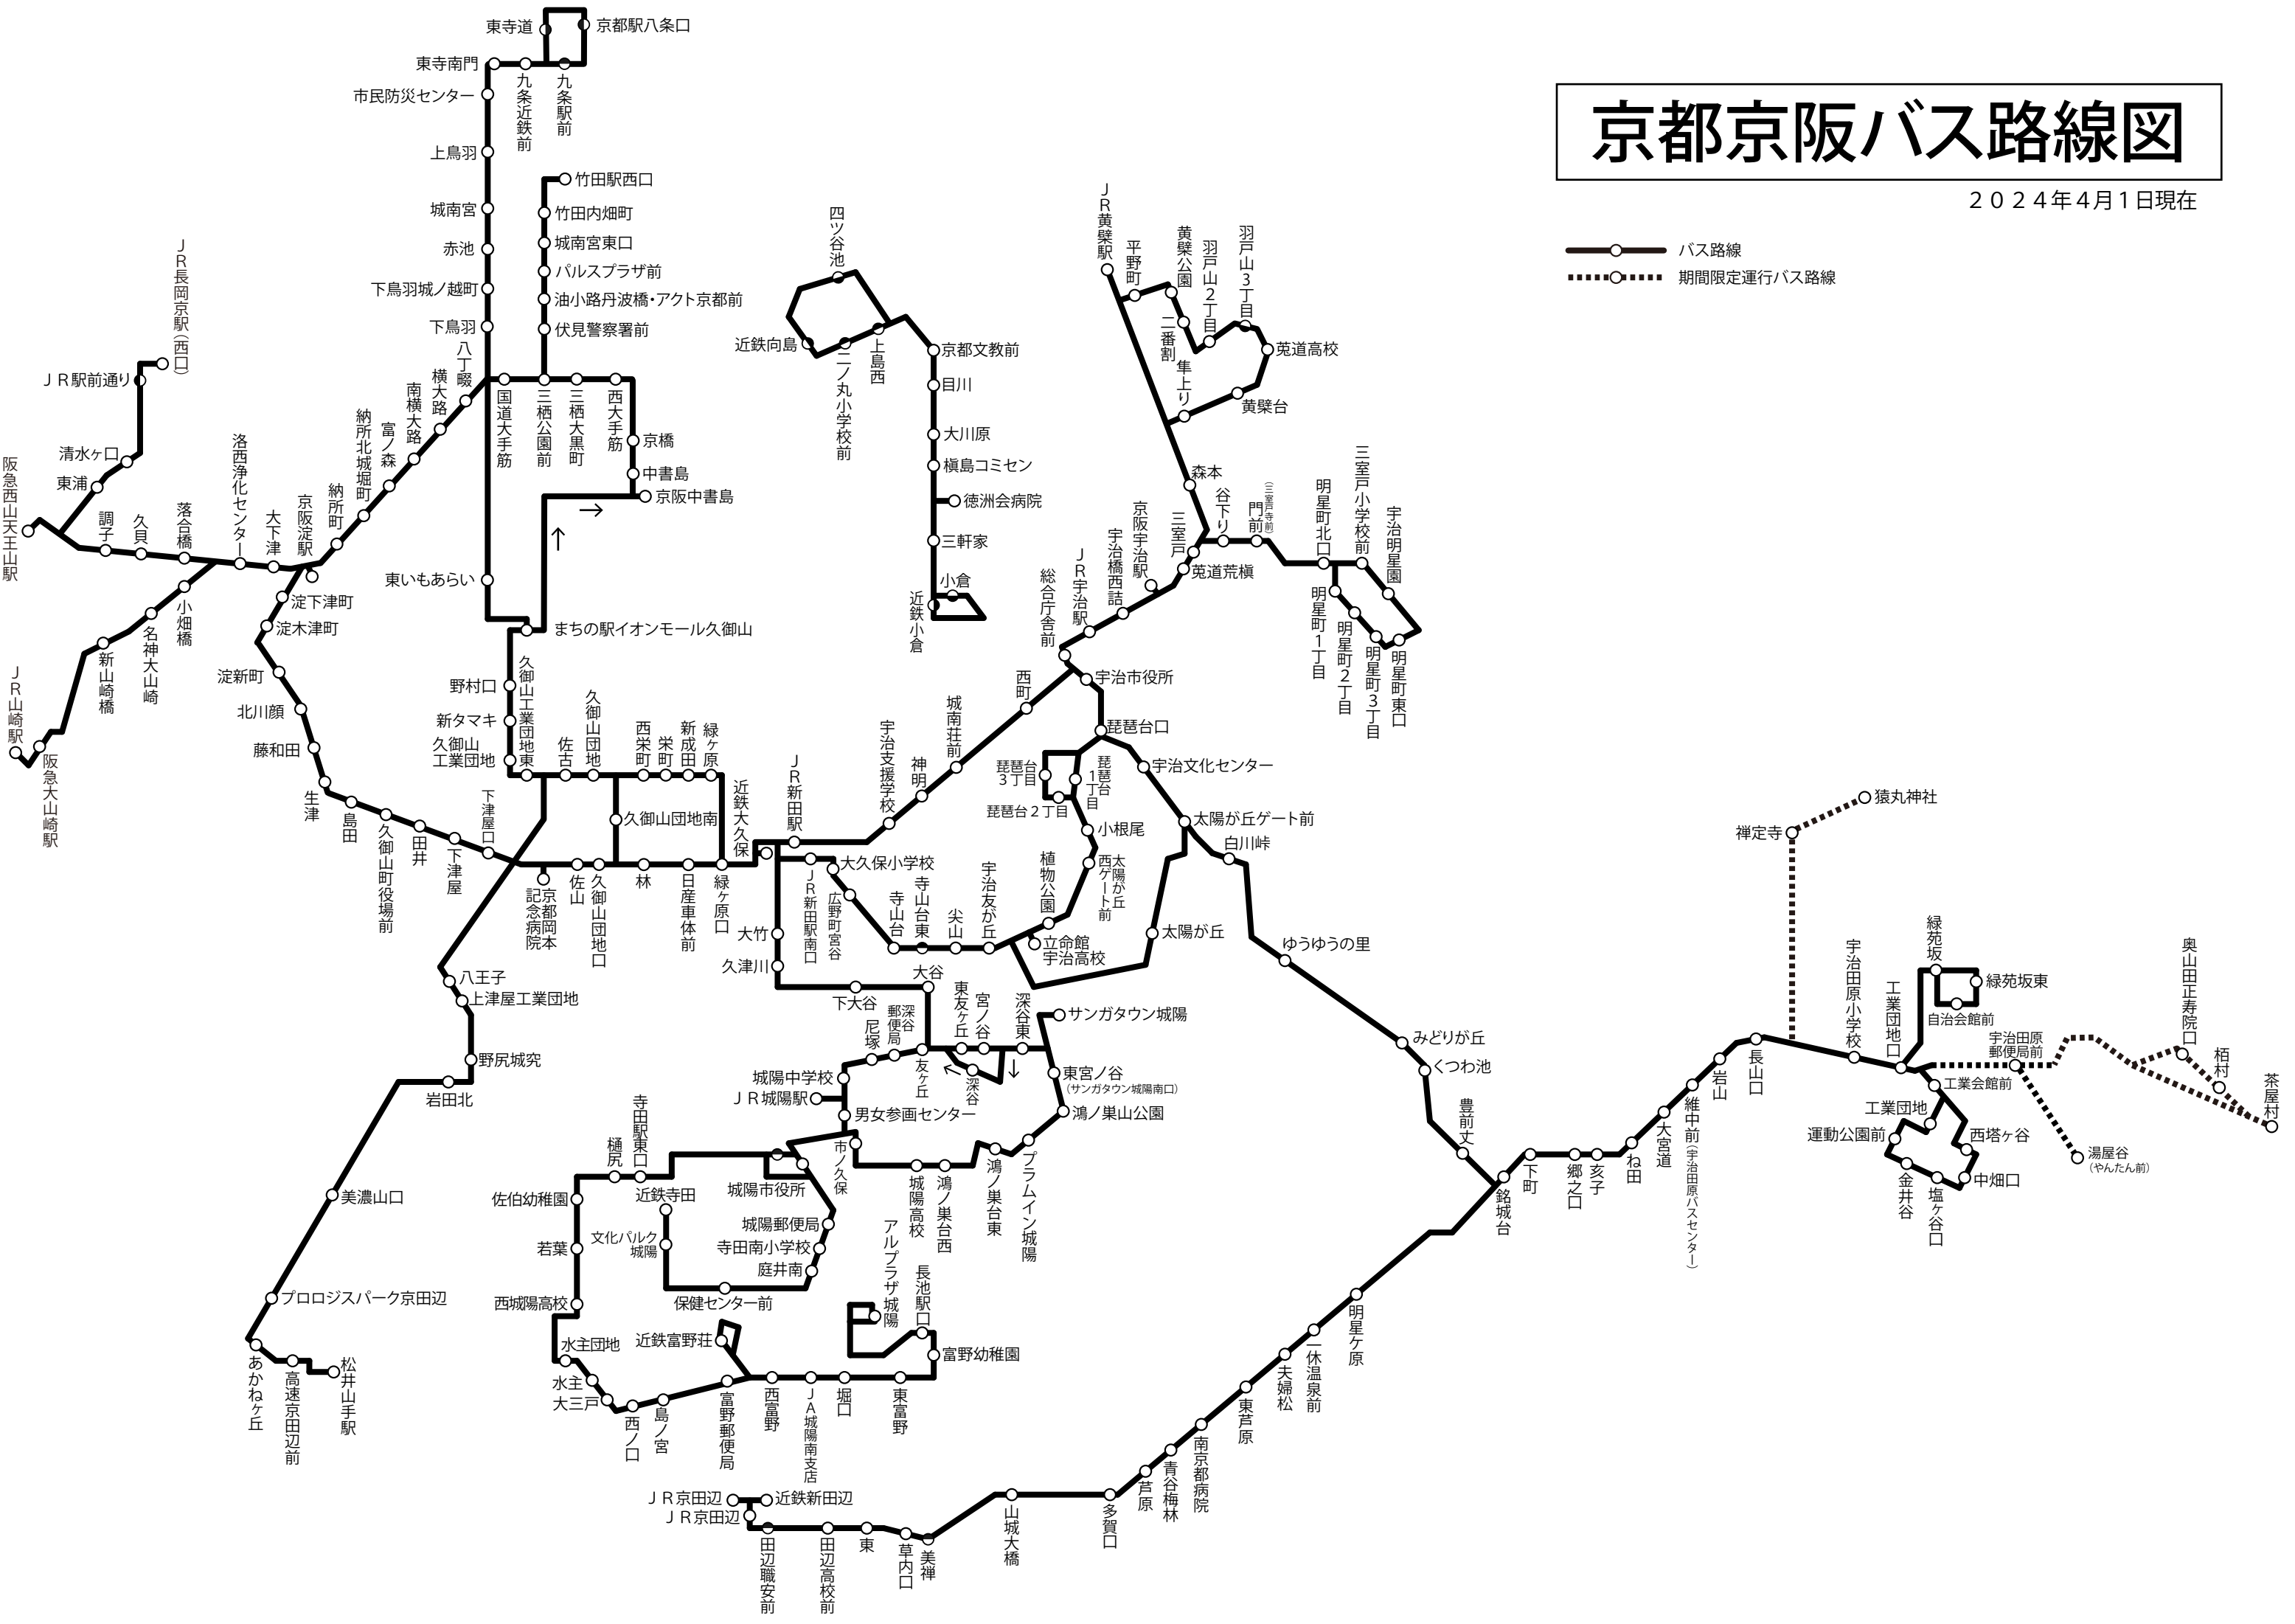 京都京阪バス路線図
２０２４年４月１日現在
バス路線
期間限定運行バス路線
東寺道
京都駅八条口
東寺南門
九条近鉄前
九条駅前
市民防災センター
上鳥羽
城南宮
赤池
下鳥羽城ノ越町
下鳥羽
竹田駅西口
竹田内畑町
城南宮東口
パルスプラザ前
油小路丹波橋・アクト京都前
伏見警察署前
八丁畷
横大路
南横大路
富ノ森
納所北城堀町
納所町
京阪淀駅
大下津
洛西浄化センター
落合橋
久貝
調子
国道大手筋
三栖公園前
三栖大黒町
西大手筋
京橋
中書島
京阪中書島
→
↑
ＪＲ長岡京駅（西口）
ＪＲ駅前通り
清水ヶ口
東浦
阪急西山天王山駅
小畑橋
名神大山崎
新山崎橋
ＪＲ山崎駅
阪急大山崎駅
淀下津町
淀木津町
淀新町
北川顔
藤和田
生津
島田
久御山町役場前
田井
下津屋
下津屋口
東いもあらい
まちの駅イオンモール久御山
野村口
新タマキ
久御山
工業団地
久御山工業団地東
佐古
久御山団地
西栄町
栄町
新成田
緑ヶ原
久御山団地南
近鉄大久保
京都岡本
記念病院
佐山
久御山団地口
林
日産車体前
緑ヶ原口
四ツ谷池
近鉄向島
二ノ丸小学校前
上島西
京都文教前
目川
大川原
槇島コミセン
徳洲会病院
三軒家
小倉
近鉄小倉
ＪＲ黄檗駅
平野町
黄檗公園
羽戸山２丁目
羽戸山３丁目
二番割
菟道高校
隼上り
黄檗台
森本
谷下り
門前
（三室戸寺前）
明星町北口
三室戸小学校前
宇治明星園
三室戸
菟道荒槇
明星町１丁目
明星町２丁目
明星町３丁目
明星町東口
京阪宇治駅
宇治橋西詰
ＪＲ宇治駅
総合庁舎前
西町
城南荘前
神明
宇治支援学校
ＪＲ新田駅
宇治市役所
琵琶台口
琵琶台
３丁目
琵琶台
１丁目
琵琶台２丁目
宇治文化センター
小根尾
太陽が丘ゲート前
太陽が丘
西ゲート前
白川峠
植物公園
宇治友が丘
立命館
宇治高校
太陽が丘
ゆうゆうの里
大久保小学校
ＪＲ新田駅南口
広野町宮谷
寺山台
寺山台東
尖山
大竹
久津川
下大谷
大谷
尼塚
深谷
郵便局
友ヶ丘
東友ヶ丘
宮ノ谷
深谷東
深谷
←
↓
サンガタウン城陽
東宮ノ谷
（サンガタウン城陽南口）
鴻ノ巣山公園
城陽中学校
ＪＲ城陽駅
男女参画センター
市ノ久保
城陽高校
鴻ノ巣台西
鴻ノ巣台東
プラムイン城陽
寺田駅東口
樋尻
城陽市役所
佐伯幼稚園
近鉄寺田
若葉
文化パルク
城陽
城陽郵便局
寺田南小学校
庭井南
西城陽高校
保健センター前
水主団地
水主
大三戸
西ノ口
島ノ宮
近鉄富野荘
富野郵便局
西富野
ＪＡ城陽南支店
堀口
東富野
富野幼稚園
長池駅口
アルプラザ城陽
八王子
上津屋工業団地
野尻城究
岩田北
美濃山口
プロロジスパーク京田辺
あかねヶ丘
高速京田辺前
松井山手駅
ＪＲ京田辺
近鉄新田辺
ＪＲ京田辺
田辺職安前
田辺高校前
東
草内口
美禅
山城大橋
多賀口
芦原
青谷梅林
南京都病院
東芦原
夫婦松
一休温泉前
明星ケ原
みどりが丘
くつわ池
豊前丈
銘城台
下町
郷之口
亥子
ね田
大宮道
維中前（宇治田原バスセンター）
岩山
長山口
禅定寺
猿丸神社
宇治田原小学校
工業団地口
緑苑坂
緑苑坂東
自治会館前
宇治田原
郵便局前
工業会館前
工業団地
運動公園前
西塔ヶ谷
金井谷
塩ヶ谷口
中畑口
湯屋谷
（やんたん前）
奥山田正寿院口
栢村
茶屋村